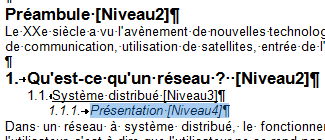 ¶
Préambule·[Niveau2]¶
Le·XXe·siècle·a·vu·l'avènement·de·nouvelles·technolog
de·communication,·utilisation·de·satellites,·entrée·de·l'
¶
1.→Qu'est-ce·qu'un·réseau·?··[Niveau2]¶
1.1.→Système·distribué·[Niveau3]¶
1.1.1.→Présentation·[Niveau4]¶
Dans·un·réseau·à·système·distribué,·le·fonctionne